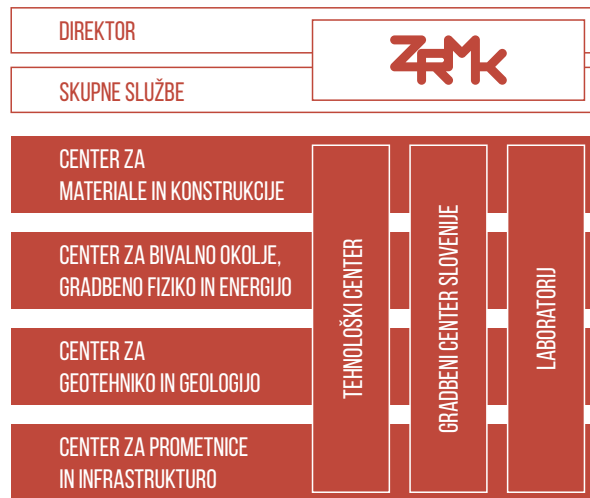 DIREKTOR
ZRMK
SKUPNE SLUŽBE
CENTER ZA
MATERIALE IN KONSTRUKCIJE
CENTER ZA BIVALNO OKOLJE,
GRADBENO FIZIKO IN ENERGIJO
CENTER ZA
GEOTEHNIKO IN GEOLOGIJO
CENTER ZA PROMETNICE
IN INFRASTRUKTURO
TEHNOLOŠKI CENTER
GRADBENI CENTER SLOVENIJE
LABORATORIJ